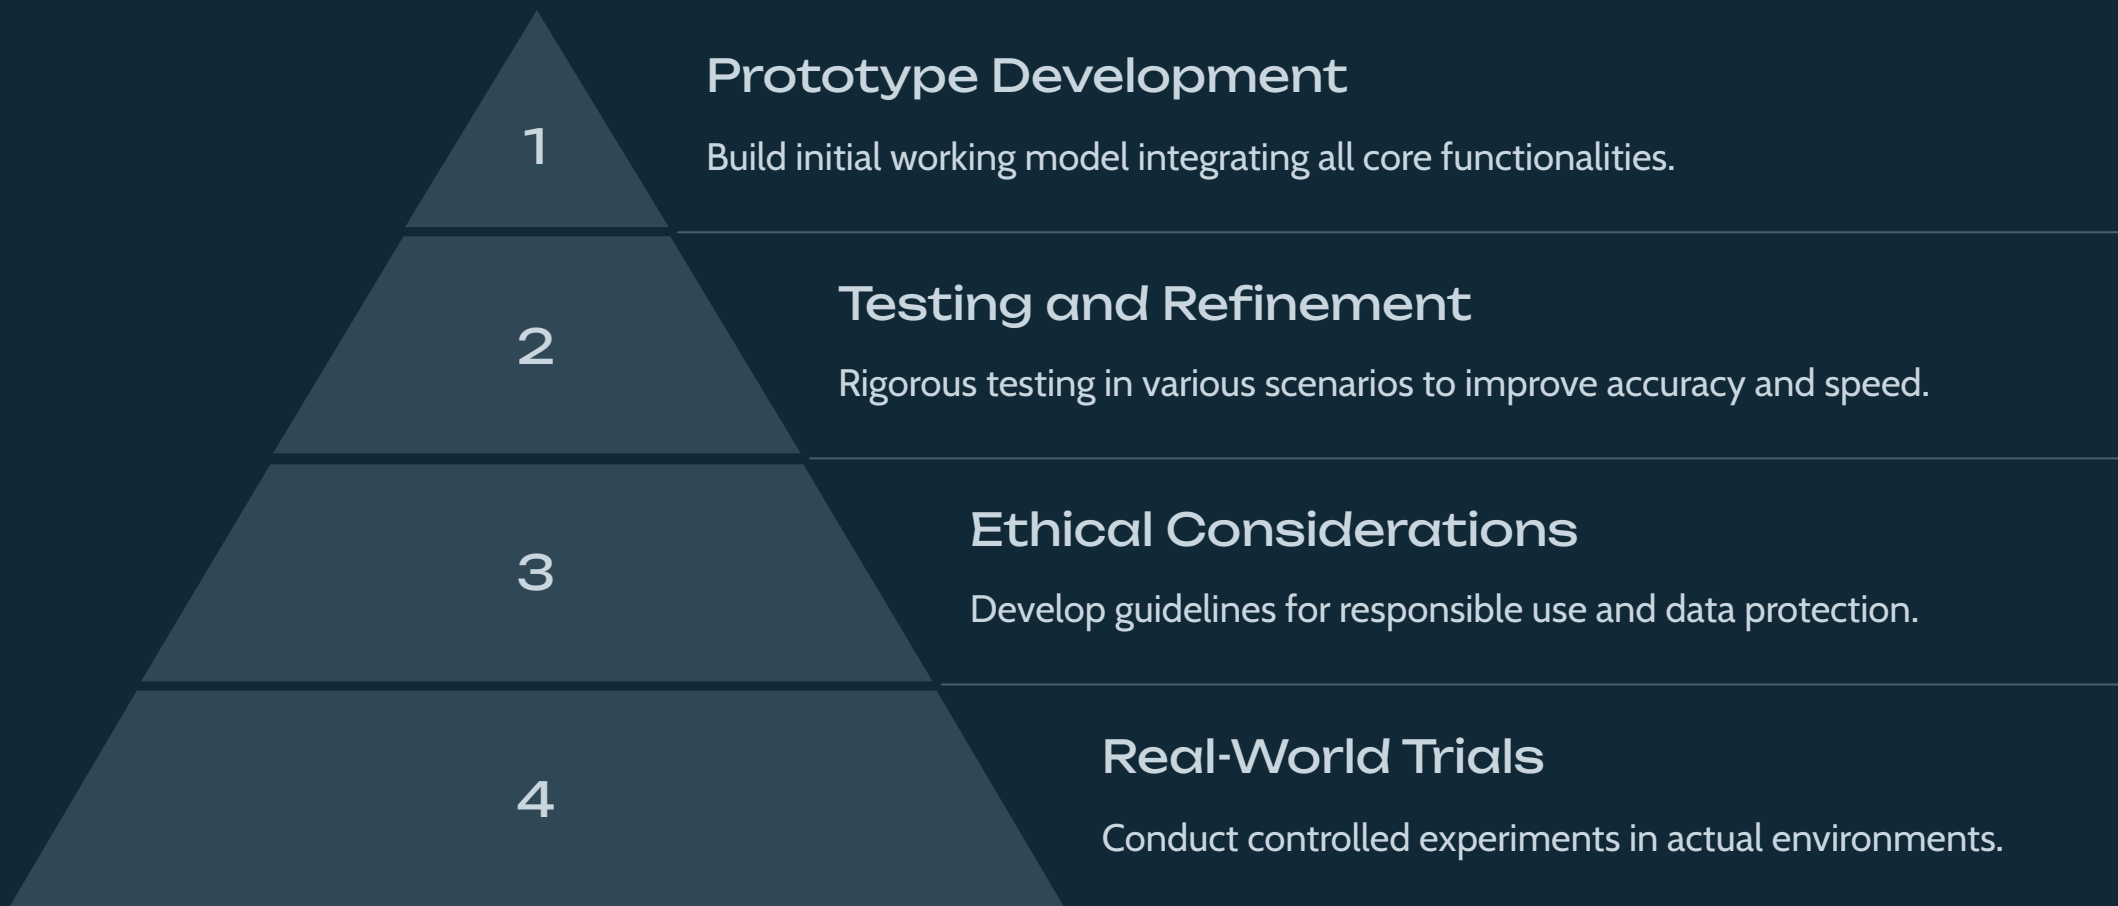 1
Prototype Development
Build initial working model integrating all core functionalities.
2
Testing and Refinement
Rigorous testing in various scenarios to improve accuracy and speed.
3
Ethical Considerations
Develop guidelines for responsible use and data protection.
4
Real-World Trials
Conduct controlled experiments in actual environments.